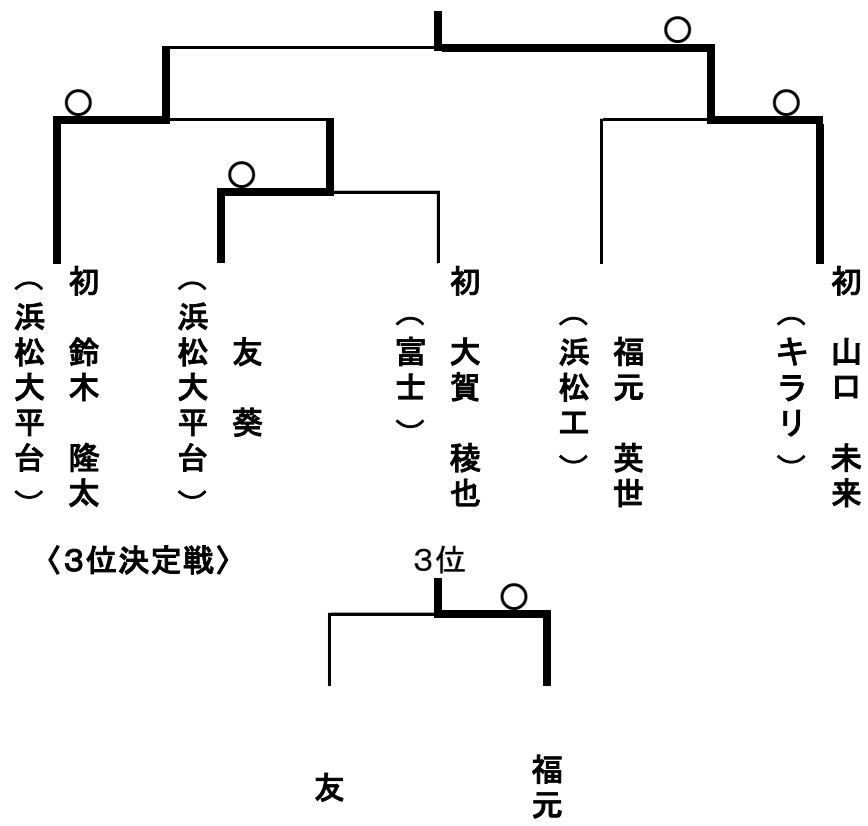 初 鈴木 隆太
（浜松大平台）
友 葵
（浜松大平台）
初 大賀 稜也
（富士）
福元 英世
（浜松工）
初 山口 未来
（キラリ）
〈３位決定戦〉
３位
友
福元